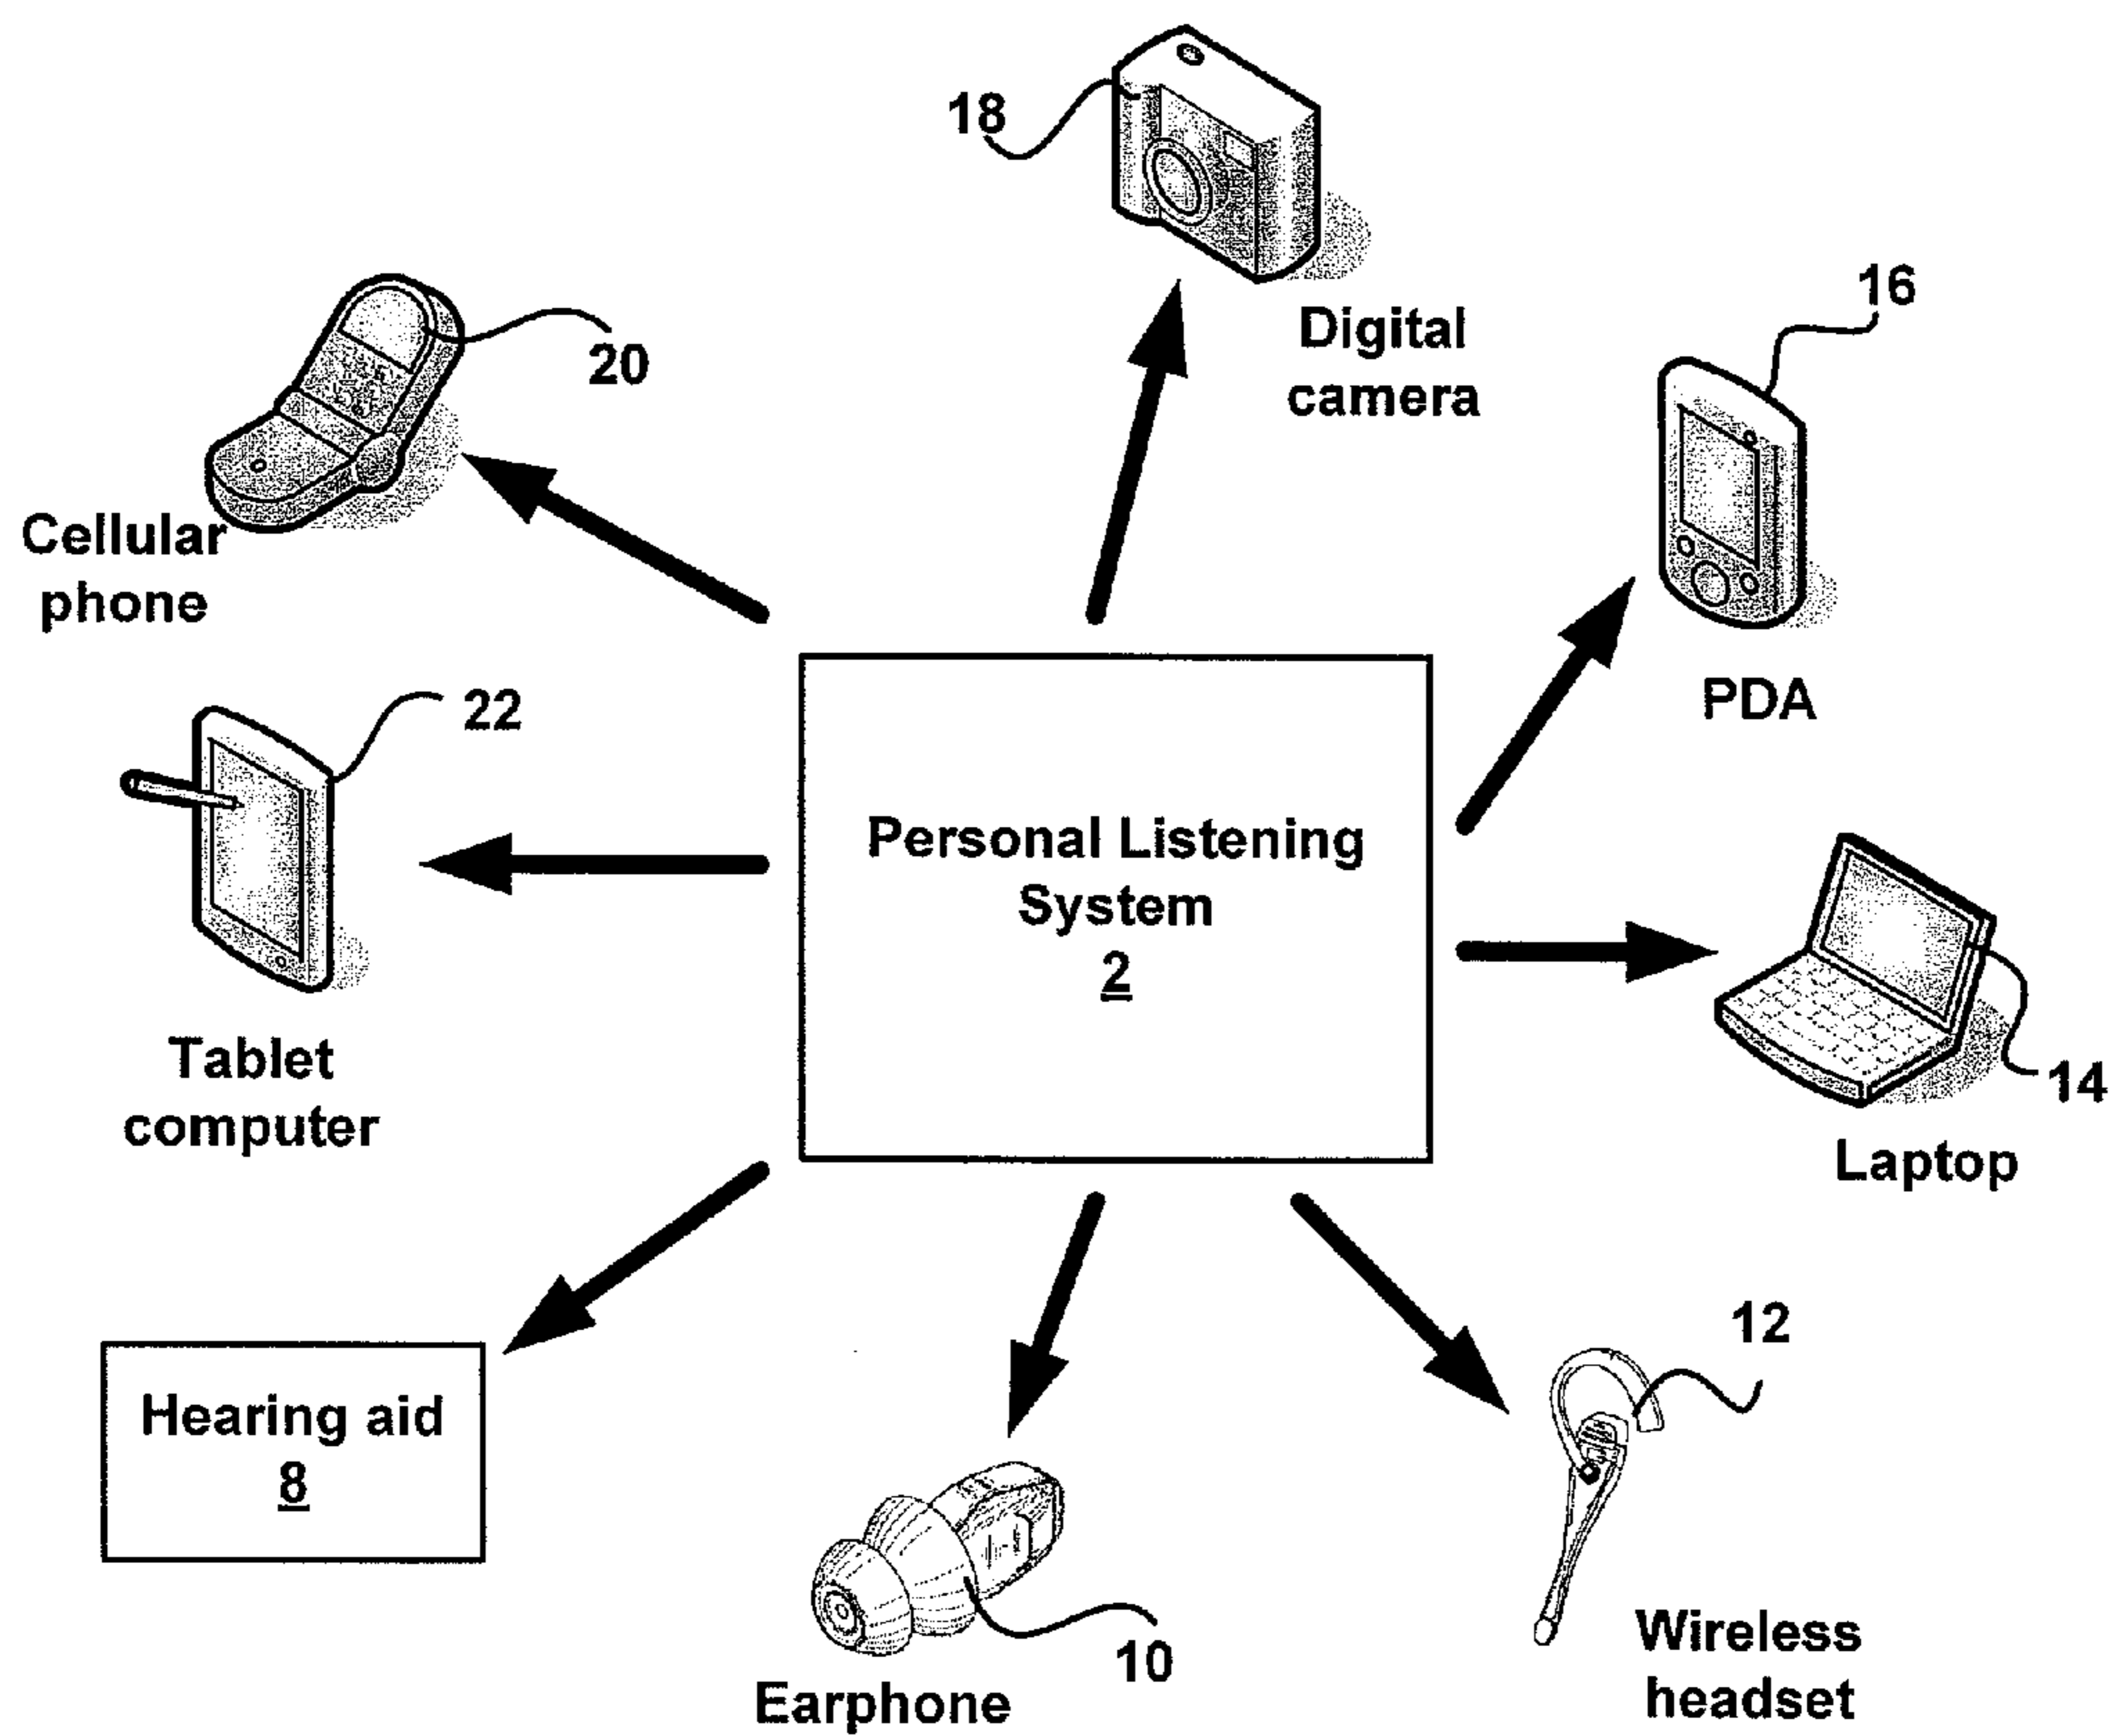 18
Digital
camera
16
20
Cellular
phone
PDA
22
Tablet
computer
Personal Listening
System
2
14
Laptop
Hearing aid
8
12
10
Earphone
Wireless
headset